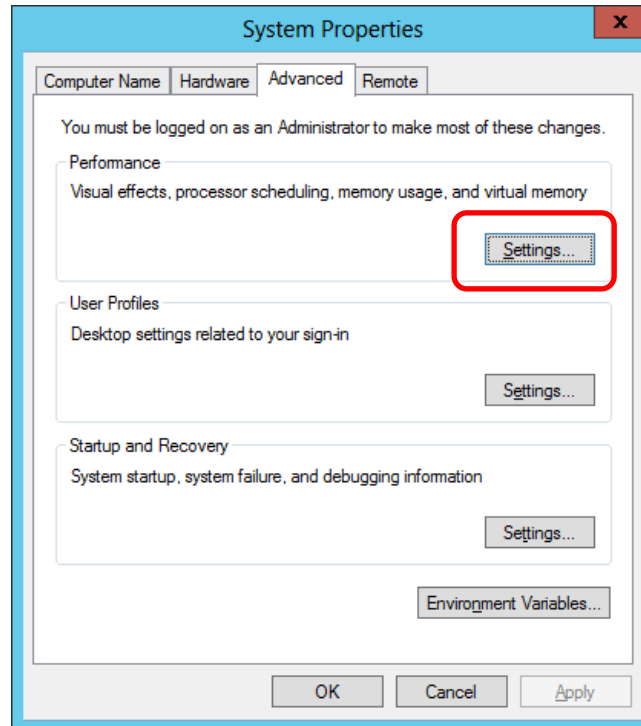 System Properties
x
Computer Name Hardware Advanced Remote
You must be logged on as an Administrator to make most of these changes.
Performance
Visual effects, processor scheduling, memory usage, and virtual memory
Settings...
User Profiles
Desktop settings related to your sign-in
Settings...
Startup and Recovery
System startup, system failure, and debugging information
Settings...
Environment Variables...
OK Cancel Apply